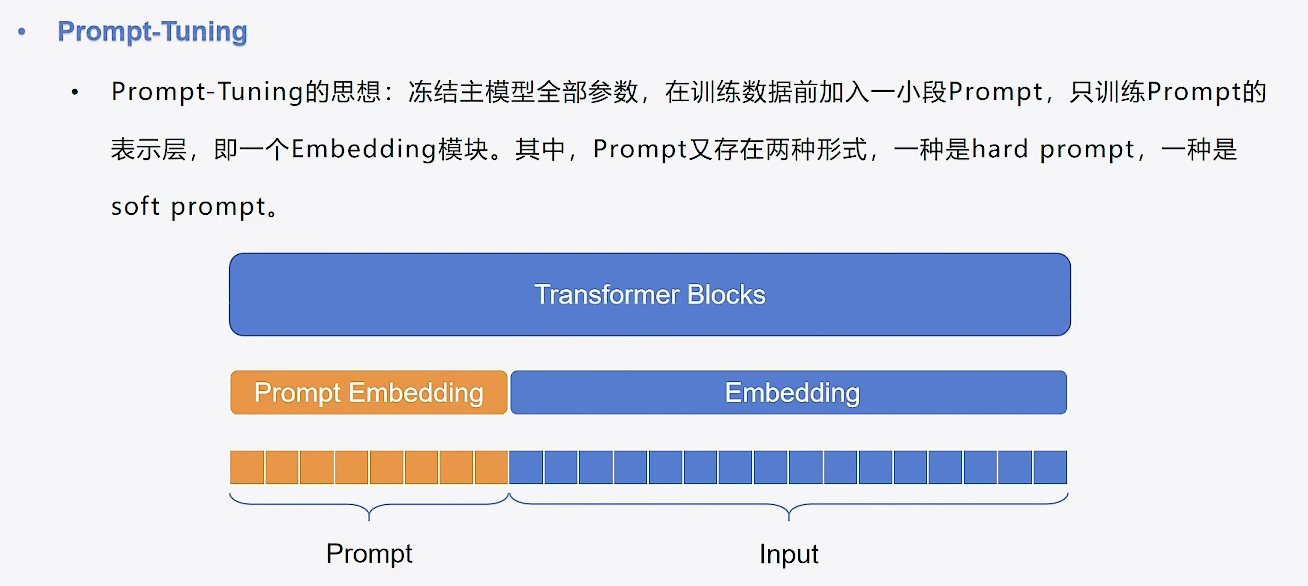 Prompt-Tuning
Prompt-Tuning的思想：冻结主模型全部参数，在训练数据前加入一小段Prompt，只训练Prompt的
表示层，即一个Embedding模块。其中，Prompt又存在两种形式，一种是hard prompt，一种是
soft prompt。
Transformer Blocks
Prompt Embedding Embedding
Prompt Input